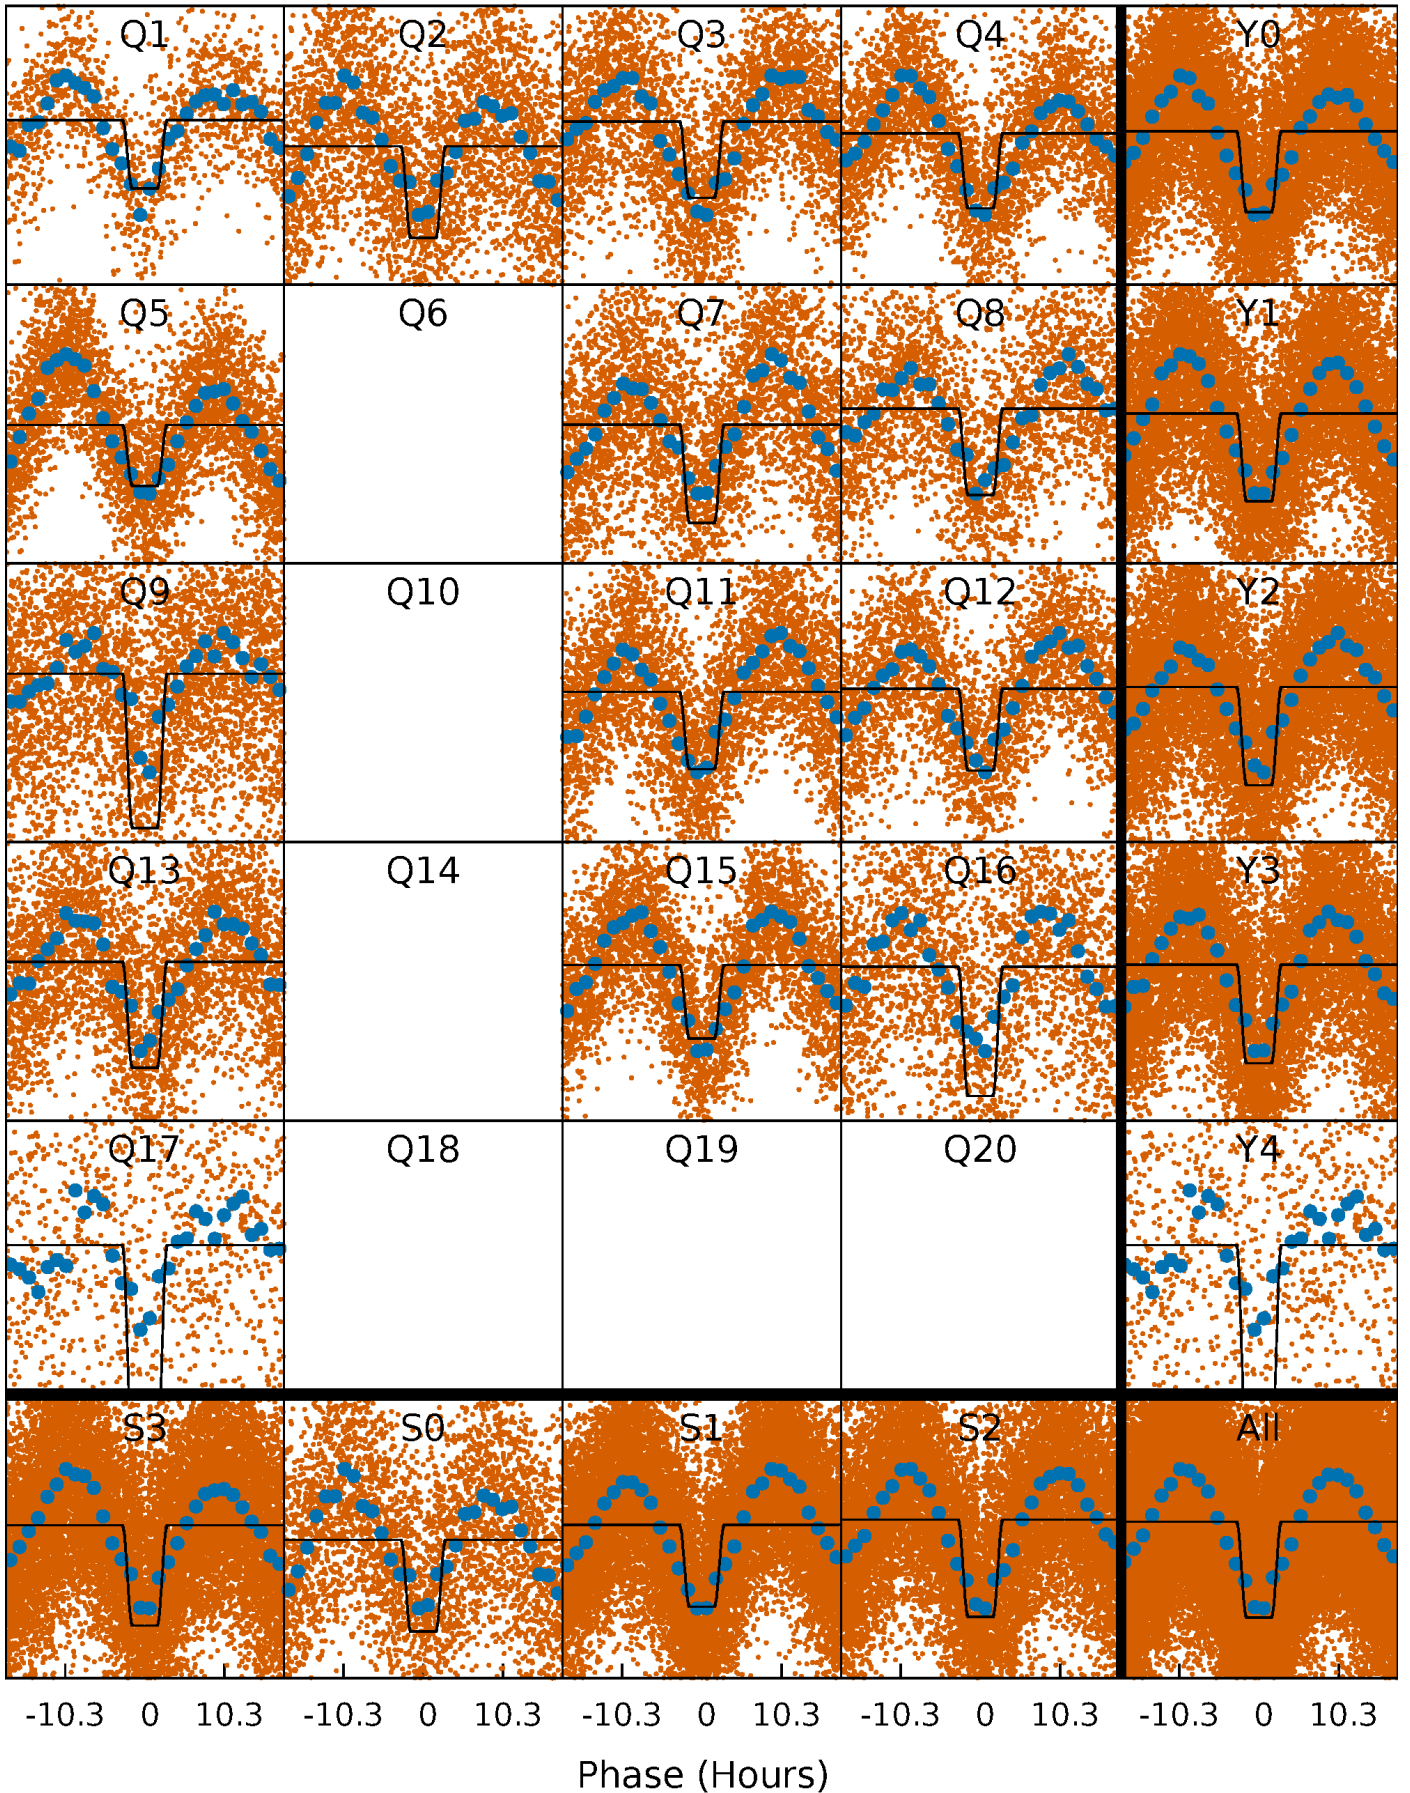 Q1 Q2 Q3 Q4 Y0
Q5 Q6 Q7 Q8 Y1
Q9 Q10 Q11 Q12 Y2
Q13 Q14 Q15 Q16 Y3
Q17 Q18 Q19 Q20 Y4
S3 S0 S1 S2 All
-10.3 0 10.3 -10.3 0 10.3 -10.3 0 10.3 -10.3 0 10.3 -10.3 0 10.3
Phase (Hours)